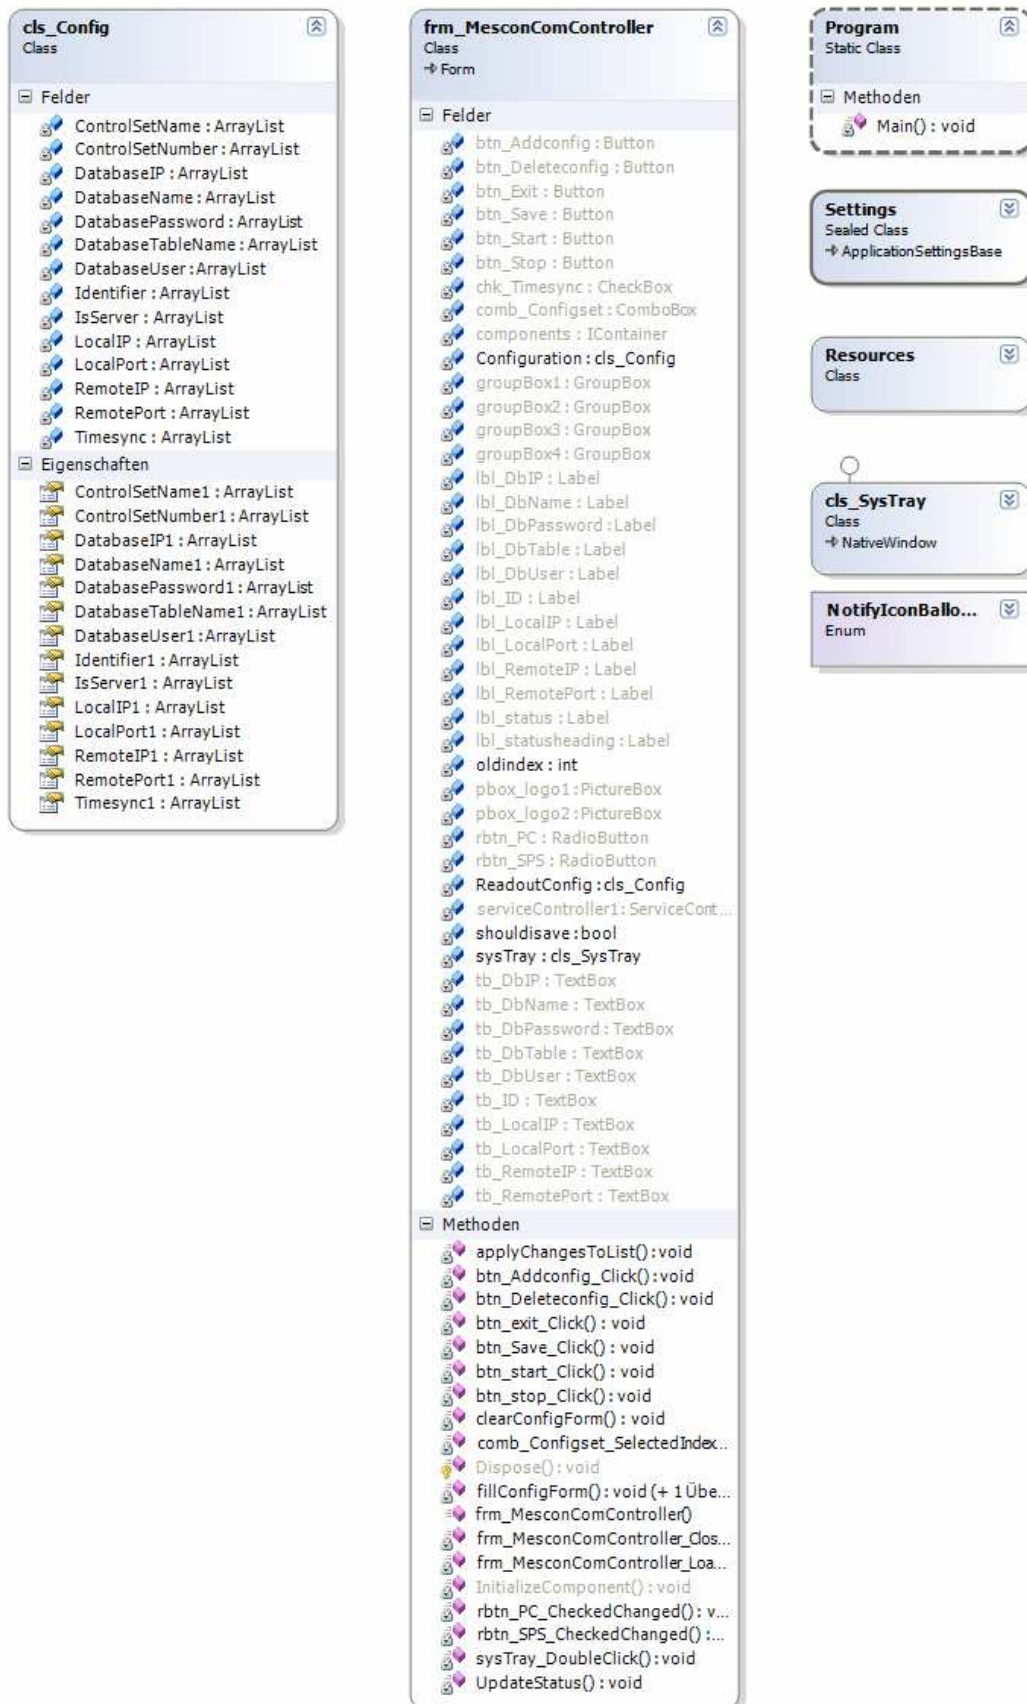 cls_Config
Class
Felder
ControlSetName : ArrayList
ControlSetNumber : ArrayList
DatabaseIP : ArrayList
DatabaseName : ArrayList
DatabasePassword : ArrayList
DatabaseTableName : ArrayList
DatabaseUser : ArrayList
Identifier : ArrayList
IsServer : ArrayList
LocalIP : ArrayList
LocalPort : ArrayList
RemoteIP : ArrayList
RemotePort : ArrayList
Timesync : ArrayList
Eigenschaften
ControlSetName1 : ArrayList
ControlSetNumber1 : ArrayList
DatabaseIP1 : ArrayList
DatabaseName1 : ArrayList
DatabasePassword1 : ArrayList
DatabaseTableName1 : ArrayList
DatabaseUser1 : ArrayList
Identifier1 : ArrayList
IsServer1 : ArrayList
LocalIP1 : ArrayList
LocalPort1 : ArrayList
RemoteIP1 : ArrayList
RemotePort1 : ArrayList
Timesync1 : ArrayList
frm_MesconComController
Class
Form
Felder
btn_Addconfig : Button
btn_Deleteconfig : Button
btn_Exit : Button
btn_Save : Button
btn_Start : Button
btn_Stop : Button
chk_Timesync : CheckBox
comb_Configset : ComboBox
components : IContainer
Configuration : cls_Config
groupBox1 : GroupBox
groupBox2 : GroupBox
groupBox3 : GroupBox
groupBox4 : GroupBox
lbl_DbIP : Label
lbl_DbName : Label
lbl_DbPassword : Label
lbl_DbTable : Label
lbl_DbUser : Label
lbl_ID : Label
lbl_LocalIP : Label
lbl_LocalPort : Label
lbl_RemoteIP : Label
lbl_RemotePort : Label
lbl_status : Label
lbl_statusheading : Label
oldindex : int
pbox_logo1 : PictureBox
pbox_logo2 : PictureBox
rbtn_PC : RadioButton
rbtn_SPS : RadioButton
ReadoutConfig : cls_Config
serviceController1 : ServiceCont...
shouldisave : bool
sysTray : cls_SysTray
tb_DbIP : TextBox
tb_DbName : TextBox
tb_DbPassword : TextBox
tb_DbTable : TextBox
tb_DbUser : TextBox
tb_ID : TextBox
tb_LocalIP : TextBox
tb_LocalPort : TextBox
tb_RemoteIP : TextBox
tb_RemotePort : TextBox
Methoden
applyChangesToList() : void
btn_Addconfig_Click() : void
btn_Deleteconfig_Click() : void
btn_exit_Click() : void
btn_Save_Click() : void
btn_start_Click() : void
btn_stop_Click() : void
clearConfigForm() : void
comb_Configset_SelectedIndex...
Dispose() : void
fillConfigForm() : void (+ 1 Übe...
frm_MesconComController()
frm_MesconComController_Clos...
frm_MesconComController_Loa...
InitializeComponent() : void
rbtn_PC_CheckedChanged() : v...
rbtn_SPS_CheckedChanged() : ...
sysTray_DoubleClick() : void
UpdateStatus() : void
Program
Static Class
Methoden
Main() : void
Settings
Sealed Class
ApplicationSettingsBase
Resources
Class
cls_SysTray
Class
NativeWindow
NotifyIconBallo...
Enum